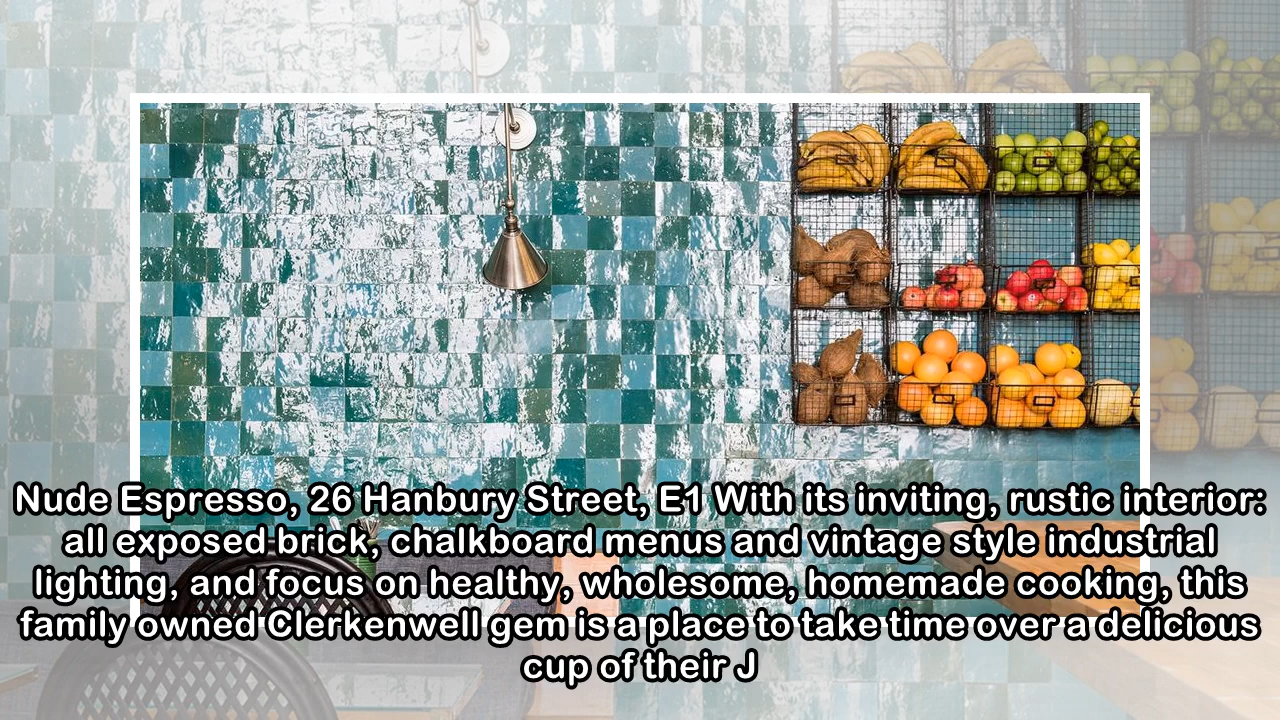 Nude Espresso, 26 Hanbury Street, E1 With its inviting, rustic interior:
all exposed brick, chalkboard menus and vintage style industrial
lighting, and focus on healthy, wholesome, homemade cooking, this
family owned Clerkenwell gem is a place to take time over a delicious
cup of their J